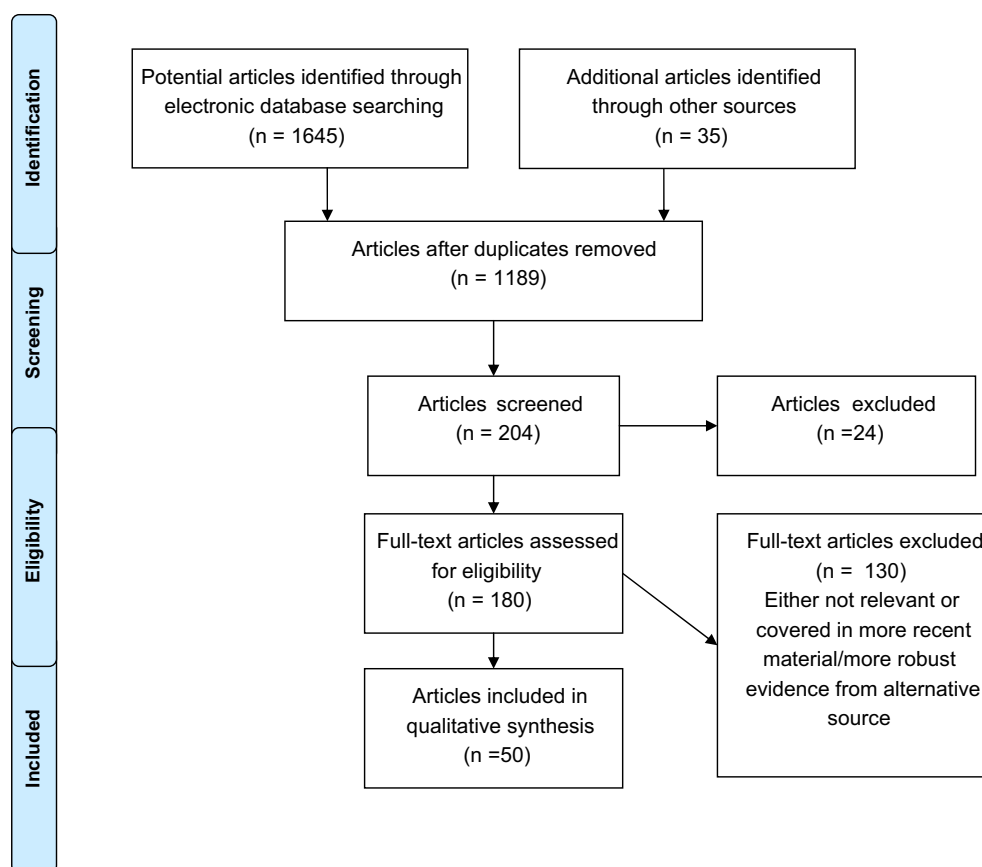 Identification
Potential articles identified through
electronic database searching
(n = 1645)
Additional articles identified
through other sources
(n = 35)
Articles after duplicates removed
(n = 1189)
Screening
Articles screened
(n = 204)
Articles excluded
(n =24)
Eligibility
Full-text articles assessed
for eligibility
(n = 180)
Full-text articles excluded
(n = 130)
Either not relevant or
covered in more recent
material/more robust
evidence from alternative
source
Included
Articles included in
qualitative synthesis
(n =50)